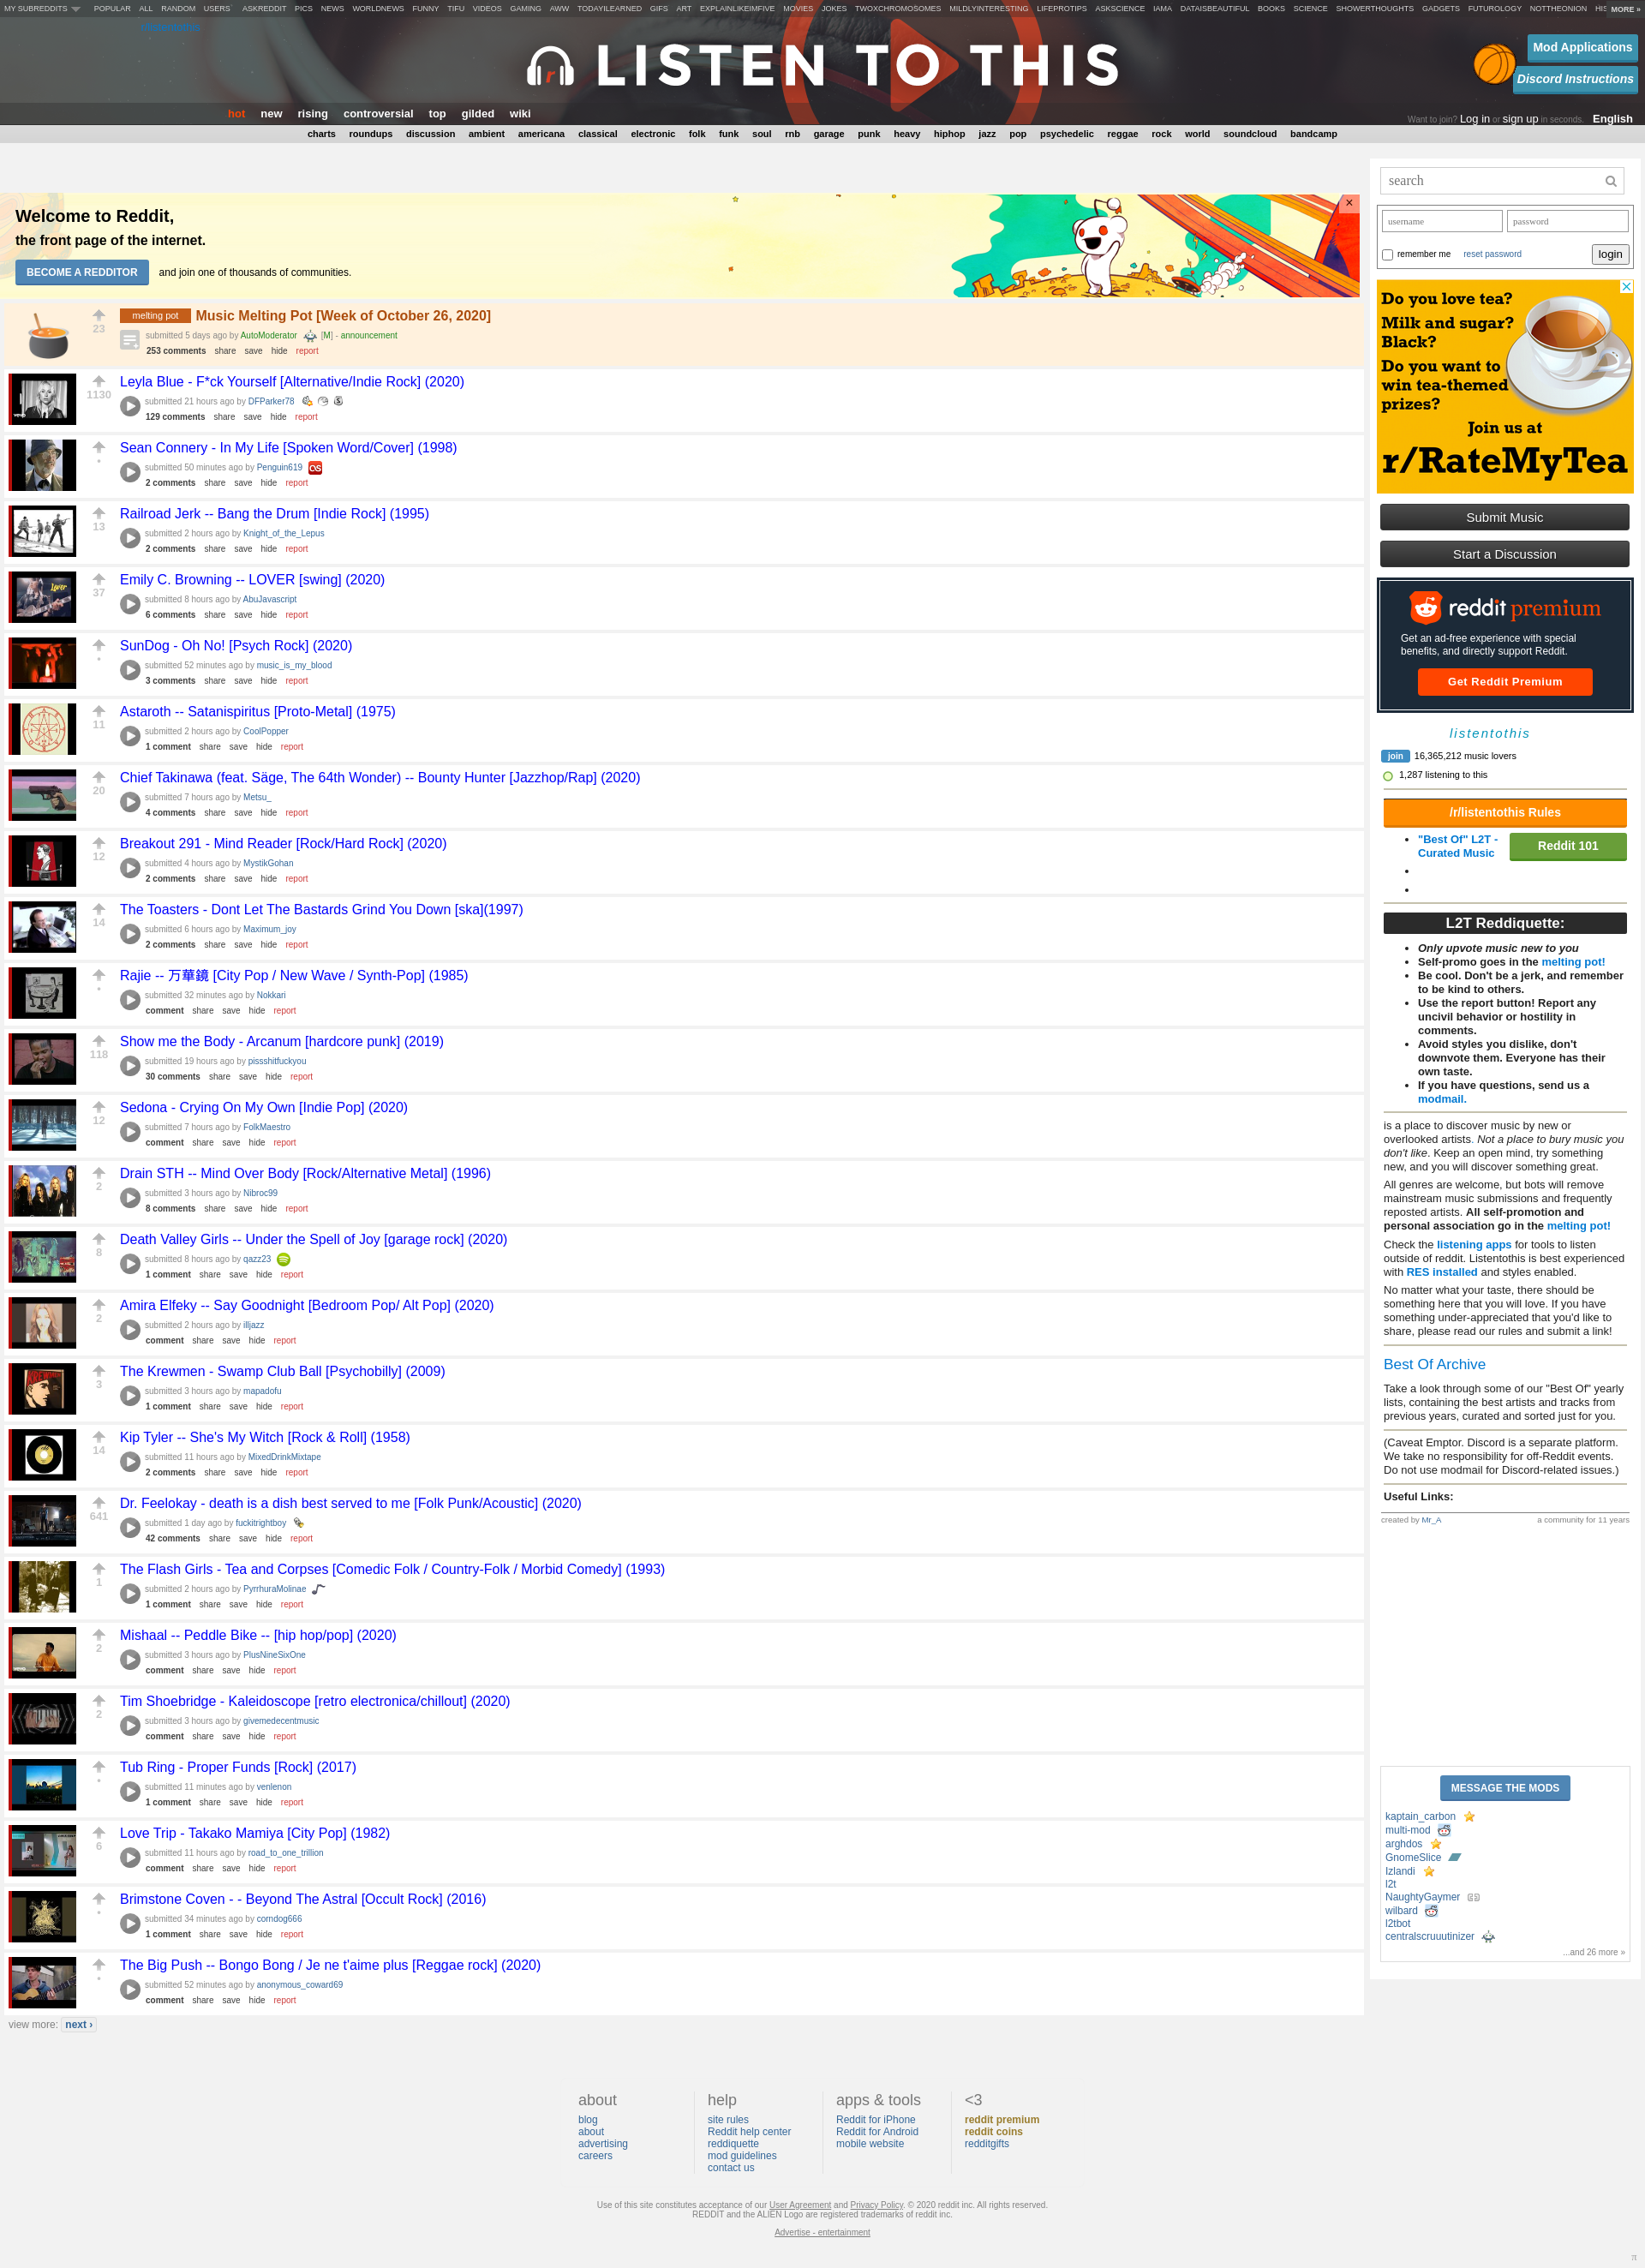 MY SUBREDDITS POPULAR ALL RANDOM USERS ASKREDDIT PICS NEWS WORLDNEWS FUNNY TIFU VIDEOS GAMING AWW TODAYILEARNED GIFS ART EXPLAINLIKEIMFIVE MOVIES JOKES TWOXCHROMOSOMES MILDLYINTERESTING LIFEPROTIPS ASKSCIENCE IAMA DATAISBEAUTIFUL BOOKS SCIENCE SHOWERTHOUGHTS GADGETS FUTUROLOGY NOTTHEONION HIS MORE »
LISTEN TO THIS
Mod Applications
Discord Instructions
hot new rising controversial top gilded wiki
Want to join? Log in or sign up in seconds. English
charts roundups discussion ambient americana classical electronic folk funk soul rnb garage punk heavy hiphop jazz pop psychedelic reggae rock world soundcloud bandcamp
Welcome to Reddit,
the front page of the internet.
BECOME A REDDITOR and join one of thousands of communities.
×
23
melting pot Music Melting Pot [Week of October 26, 2020]
submitted 5 days ago by AutoModerator [M] - announcement
253 comments share save hide report
1130
Leyla Blue - F*ck Yourself [Alternative/Indie Rock] (2020)
submitted 21 hours ago by DFParker78
129 comments share save hide report
•
Sean Connery - In My Life [Spoken Word/Cover] (1998)
submitted 50 minutes ago by Penguin619
2 comments share save hide report
13
Railroad Jerk -- Bang the Drum [Indie Rock] (1995)
submitted 2 hours ago by Knight_of_the_Lepus
2 comments share save hide report
37
Emily C. Browning -- LOVER [swing] (2020)
submitted 8 hours ago by AbuJavascript
6 comments share save hide report
•
SunDog - Oh No! [Psych Rock] (2020)
submitted 52 minutes ago by music_is_my_blood
3 comments share save hide report
11
Astaroth -- Satanispiritus [Proto-Metal] (1975)
submitted 2 hours ago by CoolPopper
1 comment share save hide report
20
Chief Takinawa (feat. Säge, The 64th Wonder) -- Bounty Hunter [Jazzhop/Rap] (2020)
submitted 7 hours ago by Metsu_
4 comments share save hide report
12
Breakout 291 - Mind Reader [Rock/Hard Rock] (2020)
submitted 4 hours ago by MystikGohan
2 comments share save hide report
14
The Toasters - Dont Let The Bastards Grind You Down [ska](1997)
submitted 6 hours ago by Maximum_joy
2 comments share save hide report
•
Rajie -- 万華鏡 [City Pop / New Wave / Synth-Pop] (1985)
submitted 32 minutes ago by Nokkari
comment share save hide report
118
Show me the Body - Arcanum [hardcore punk] (2019)
submitted 19 hours ago by pissshitfuckyou
30 comments share save hide report
12
Sedona - Crying On My Own [Indie Pop] (2020)
submitted 7 hours ago by FolkMaestro
comment share save hide report
2
Drain STH -- Mind Over Body [Rock/Alternative Metal] (1996)
submitted 3 hours ago by Nibroc99
8 comments share save hide report
8
Death Valley Girls -- Under the Spell of Joy [garage rock] (2020)
submitted 8 hours ago by qazz23
1 comment share save hide report
2
Amira Elfeky -- Say Goodnight [Bedroom Pop/ Alt Pop] (2020)
submitted 2 hours ago by illjazz
comment share save hide report
3
The Krewmen - Swamp Club Ball [Psychobilly] (2009)
submitted 3 hours ago by mapadofu
1 comment share save hide report
14
Kip Tyler -- She's My Witch [Rock & Roll] (1958)
submitted 11 hours ago by MixedDrinkMixtape
2 comments share save hide report
641
Dr. Feelokay - death is a dish best served to me [Folk Punk/Acoustic] (2020)
submitted 1 day ago by fuckitrightboy
42 comments share save hide report
1
The Flash Girls - Tea and Corpses [Comedic Folk / Country-Folk / Morbid Comedy] (1993)
submitted 2 hours ago by PyrrhuraMolinae
1 comment share save hide report
2
Mishaal -- Peddle Bike -- [hip hop/pop] (2020)
submitted 3 hours ago by PlusNineSixOne
comment share save hide report
2
Tim Shoebridge - Kaleidoscope [retro electronica/chillout] (2020)
submitted 3 hours ago by givemedecentmusic
comment share save hide report
•
Tub Ring - Proper Funds [Rock] (2017)
submitted 11 minutes ago by venlenon
1 comment share save hide report
6
Love Trip - Takako Mamiya [City Pop] (1982)
submitted 11 hours ago by road_to_one_trillion
comment share save hide report
•
Brimstone Coven - - Beyond The Astral [Occult Rock] (2016)
submitted 34 minutes ago by corndog666
1 comment share save hide report
•
The Big Push -- Bongo Bong / Je ne t'aime plus [Reggae rock] (2020)
submitted 52 minutes ago by anonymous_coward69
comment share save hide report
view more: next ›
search
username password
remember me reset password login
Do you love tea?
Milk and sugar?
Black?
Do you want to
win tea-themed
prizes?
Join us at
r/RateMyTea
Submit Music
Start a Discussion
reddit premium
Get an ad-free experience with special
benefits, and directly support Reddit.
Get Reddit Premium
listentothis
join 16,365,212 music lovers
1,287 listening to this
/r/listentothis Rules
"Best Of" L2T -
Curated Music
Reddit 101
L2T Reddiquette:
Only upvote music new to you
Self-promo goes in the melting pot!
Be cool. Don't be a jerk, and remember
to be kind to others.
Use the report button! Report any
uncivil behavior or hostility in
comments.
Avoid styles you dislike, don't
downvote them. Everyone has their
own taste.
If you have questions, send us a
modmail.
is a place to discover music by new or
overlooked artists. Not a place to bury music you
don't like. Keep an open mind, try something
new, and you will discover something great.
All genres are welcome, but bots will remove
mainstream music submissions and frequently
reposted artists. All self-promotion and
personal association go in the melting pot!
Check the listening apps for tools to listen
outside of reddit. Listentothis is best experienced
with RES installed and styles enabled.
No matter what your taste, there should be
something here that you will love. If you have
something under-appreciated that you'd like to
share, please read our rules and submit a link!
Best Of Archive
Take a look through some of our "Best Of" yearly
lists, containing the best artists and tracks from
previous years, curated and sorted just for you.
(Caveat Emptor. Discord is a separate platform.
We take no responsibility for off-Reddit events.
Do not use modmail for Discord-related issues.)
Useful Links:
created by Mr_A a community for 11 years
MESSAGE THE MODS
kaptain_carbon
multi-mod
arghdos
GnomeSlice
Izlandi
l2t
NaughtyGaymer
wilbard
l2tbot
centralscruuutinizer
...and 26 more »
about
blog
about
advertising
careers
help
site rules
Reddit help center
reddiquette
mod guidelines
contact us
apps & tools
Reddit for iPhone
Reddit for Android
mobile website
<3
reddit premium
reddit coins
redditgifts
Use of this site constitutes acceptance of our User Agreement and Privacy Policy. © 2020 reddit inc. All rights reserved.
REDDIT and the ALIEN Logo are registered trademarks of reddit inc.
Advertise - entertainment
π